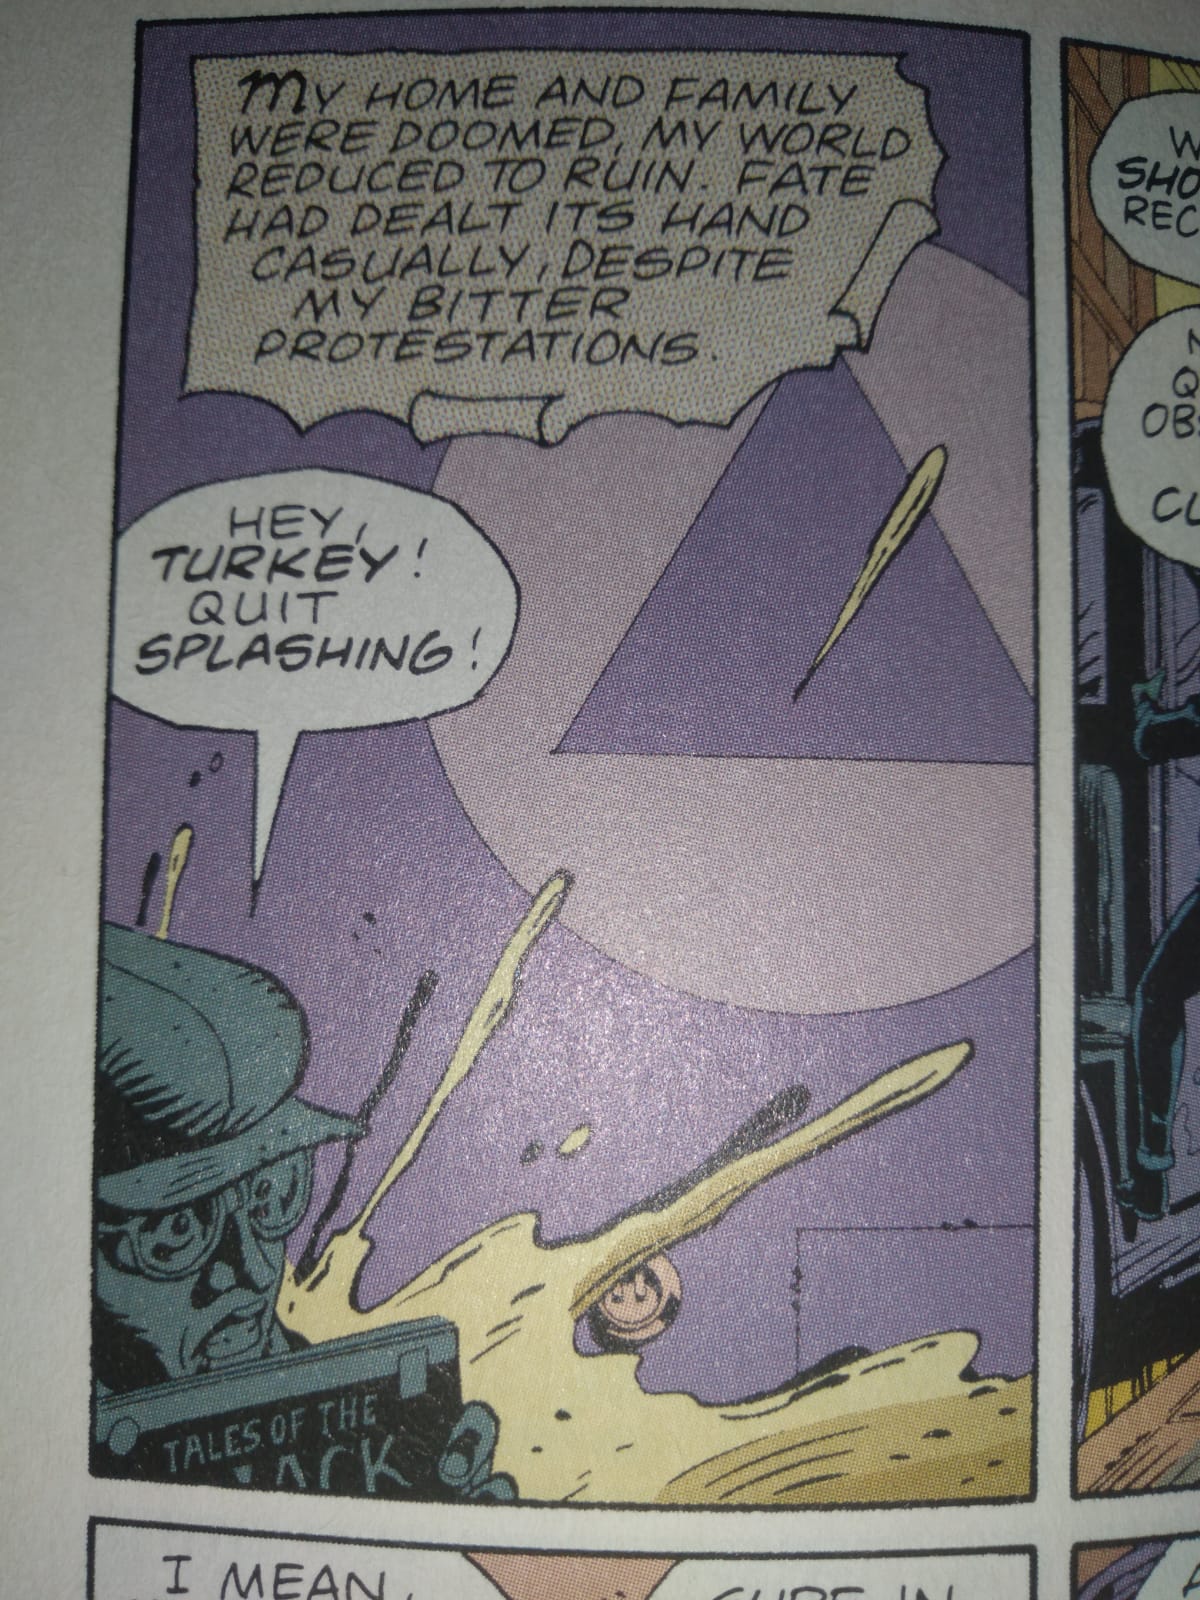 MY HOME AND FAMILY
WERE DOOMED, MY WORLD
REDUCED TO RUIN. FATE
HAD DEALT ITS HAND
CASUALLY, DESPITE
MY BITTER
PROTESTATIONS.
HEY,
TURKEY!
QUIT
SPLASHING!
TALES OF THE
I MEAN,